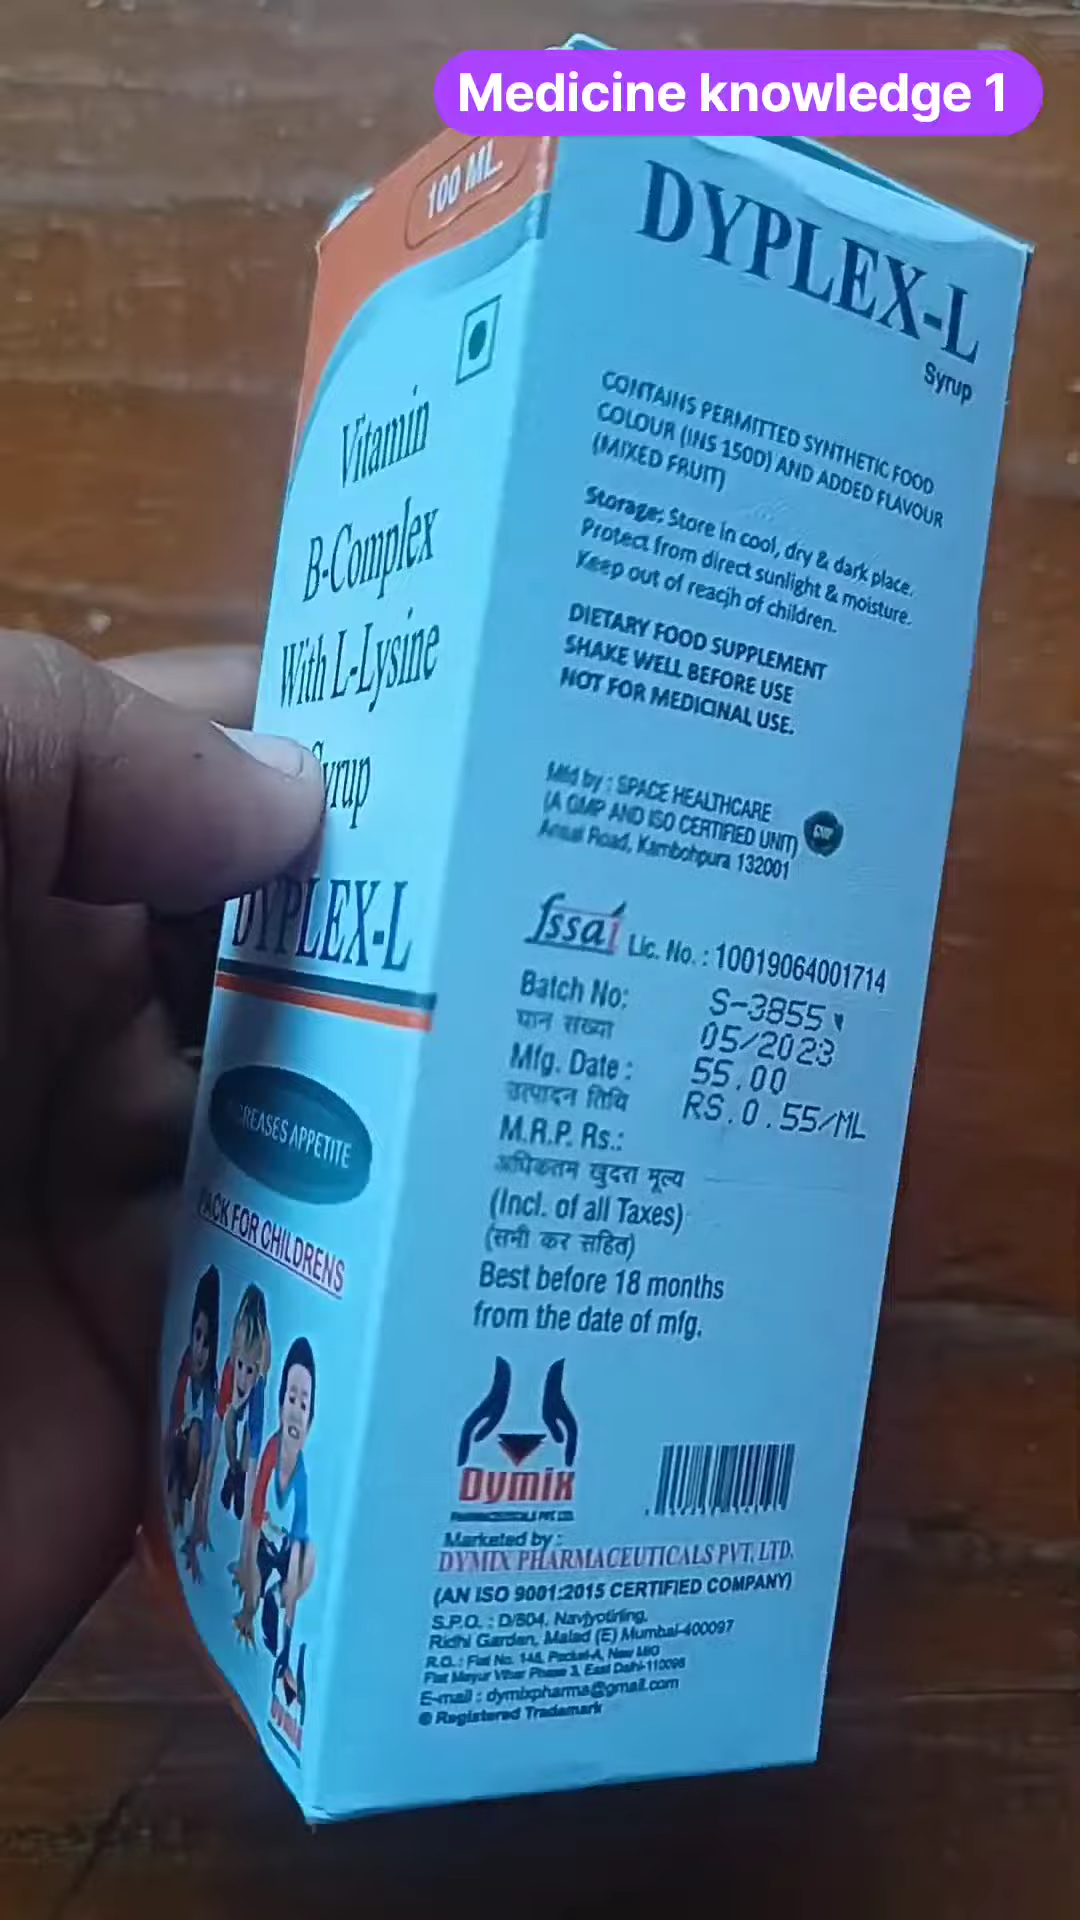 Medicine knowledge 1
100 ML
Vitamin
B-Complex
With L-Lysine
Syrup
DYPLEX-L
INCREASES APPETITE
PACK FOR CHILDRENS
Dymix
DYPLEX-L
Syrup
CONTAINS PERMITTED SYNTHETIC FOOD
COLOUR (INS 150D) AND ADDED FLAVOUR
(MIXED FRUIT)
Storage: Store in cool, dry & dark place.
Protect from direct sunlight & moisture.
Keep out of reacjh of children.
DIETARY FOOD SUPPLEMENT
SHAKE WELL BEFORE USE
NOT FOR MEDICINAL USE.
Mfd by : SPACE HEALTHCARE
(A GMP AND ISO CERTIFIED UNIT)
GMP
Ansal Road, Kambohpura 132001
fssai Lic. No. : 10019064001714
Batch No: S-3855
घान संख्या 05/2023
Mfg. Date : 55.00
उत्पादन तिथि RS.0.55/ML
M.R.P. Rs.:
अधिकतम खुदरा मूल्य
(Incl. of all Taxes)
(सभी कर सहित)
Best before 18 months
from the date of mfg.
Dymix
PHARMACEUTICALS PVT. LTD.
Marketed by :
DYMIX PHARMACEUTICALS PVT. LTD.
(AN ISO 9001:2015 CERTIFIED COMPANY)
S.P.O. : D/804, Navjyotirling,
Ridhi Garden, Malad (E) Mumbai-400097
R.O. : Flat No. 148, Pocket-A, New MIG
Flat Mayur Vihar Phase 3, East Delhi-110096
E-mail : dymixpharma@gmail.com
® Registered Trademark